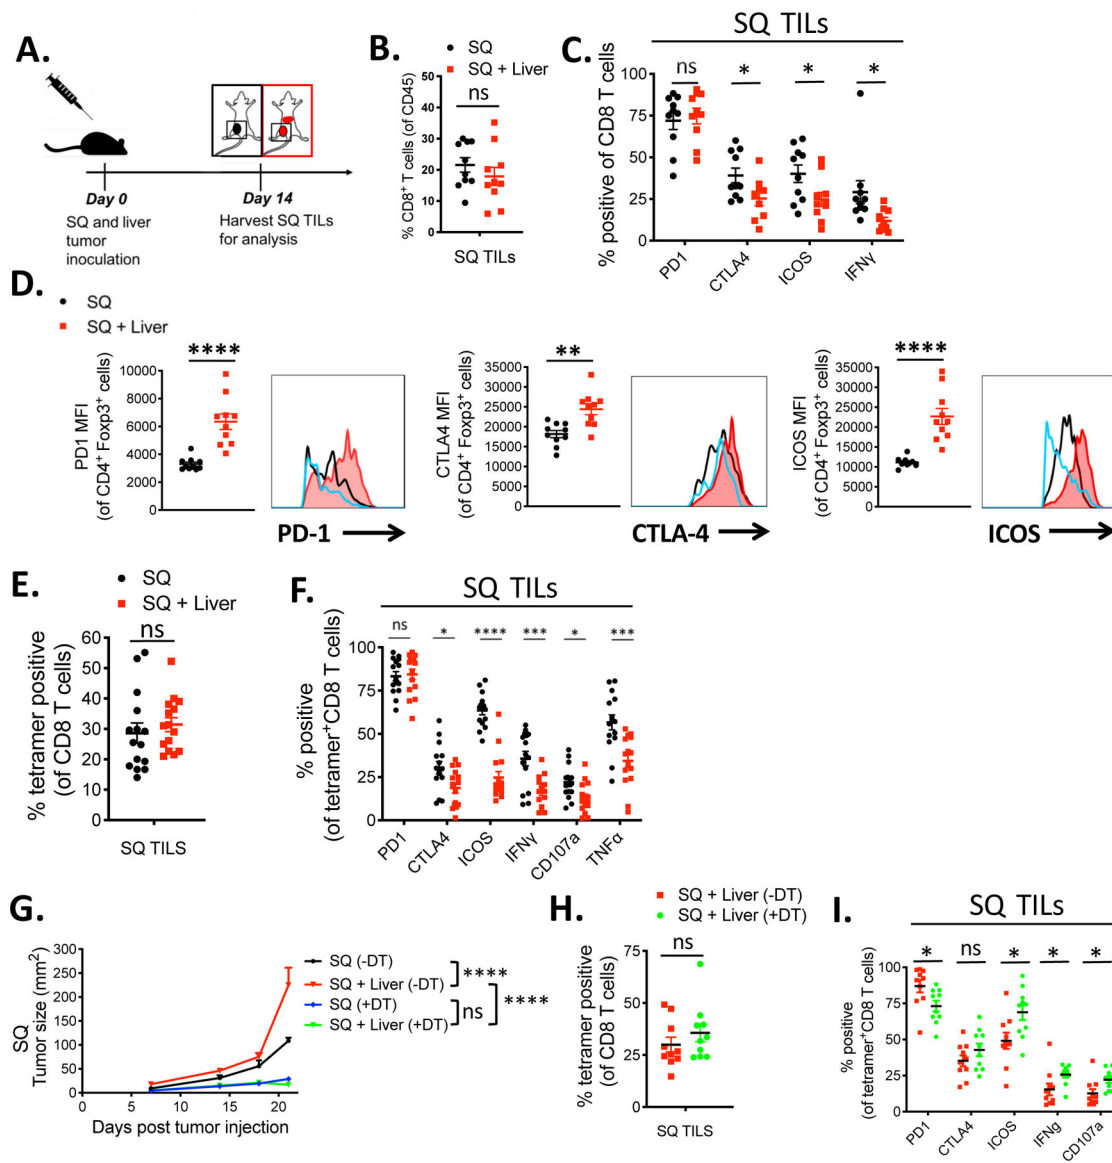 A.
Day 0
SQ and liver
tumor
inoculation
Day 14
Harvest SQ TILs
for analysis
B.
SQ
SQ + Liver
% CD8+ T cells (of CD45)
50
40
30
20
10
0
ns
SQ TILs
C.
SQ TILs
% positive of CD8 T cells
100
75
50
25
0
ns
*
*
*
PD1
CTLA4
ICOS
IFNγ
D.
SQ
SQ + Liver
PD1 MFI
(of CD4+ Foxp3+ cells)
10000
8000
6000
4000
2000
0
****
PD-1
CTLA4 MFI
(of CD4+ Foxp3+ cells)
35000
30000
25000
20000
15000
10000
5000
0
**
CTLA-4
ICOS MFI
(of CD4+ Foxp3+ cells)
35000
30000
25000
20000
15000
10000
5000
0
****
ICOS
E.
SQ
SQ + Liver
% tetramer positive
(of CD8 T cells)
60
50
40
30
20
10
0
ns
SQ TILS
F.
SQ TILs
% positive
(of tetramer+CD8 T cells)
100
75
50
25
0
ns
*
****
***
*
***
PD1
CTLA4
ICOS
IFNγ
CD107a
TNFα
G.
SQ
Tumor size (mm2)
300
250
200
150
100
50
0
0
5
10
15
20
25
Days post tumor injection
SQ (-DT)
SQ + Liver (-DT)
SQ (+DT)
SQ + Liver (+DT)
****
ns
****
H.
SQ + Liver (-DT)
SQ + Liver (+DT)
% tetramer positive
(of CD8 T cells)
75
50
25
0
ns
SQ TILS
I.
SQ TILs
% positive
(of tetramer+CD8 T cells)
100
75
50
25
0
*
ns
*
*
*
PD1
CTLA4
ICOS
IFNg
CD107a